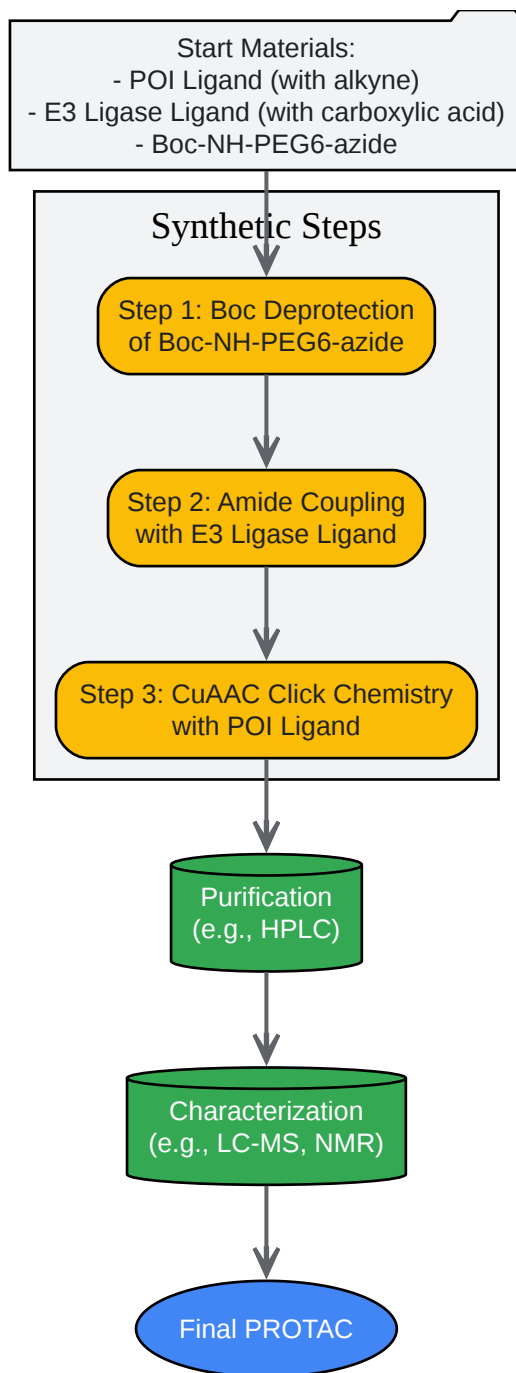 Start Materials:
- POI Ligand (with alkyne)
- E3 Ligase Ligand (with carboxylic acid)
- Boc-NH-PEG6-azide
Synthetic Steps
Step 1: Boc Deprotection
of Boc-NH-PEG6-azide
Step 2: Amide Coupling
with E3 Ligase Ligand
Step 3: CuAAC Click Chemistry
with POI Ligand
Purification
(e.g., HPLC)
Characterization
(e.g., LC-MS, NMR)
Final PROTAC